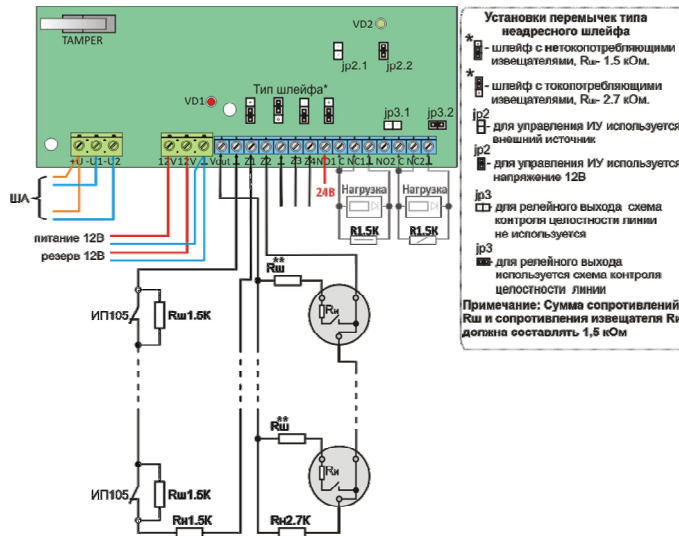 TAMPER
VD2
jp2.1
jp2.2
VD1
Тип шлейфа*
jp3.1
jp3.2
+U -U1-U2
12V 12V
Vout
Z1
Z2
Z3 Z4 NO1 C NC1
NO2 C NC2
ША
24В
Нагрузка
Нагрузка
R1.5K
R1.5K
питание 12В
резерв 12В
**
Rш
Rи
ИП105
Rш1.5K
**
Rш
Rи
ИП105
Rш1.5K
Rн1.5K
Rн2.7K
Установки перемычек типа
неадресного шлейфа
*
- шлейф с нетокопотребляющими
извещателями, Rш- 1.5 кОм.
*
- шлейф с токопотребляющими
извещателями, Rш- 2.7 кОм.
jp2
- для управления ИУ используется
внешний источник
jp2
- для управления ИУ используется
напряжение 12В
jp3
- для релейного выхода схема
контроля целостности линии
не используется
jp3
- для релейного выхода
используется схема контроля
целостности линии
Примечание: Сумма сопротивлений
Rш и сопротивления извещателя Rи
должна составлять 1,5 кОм